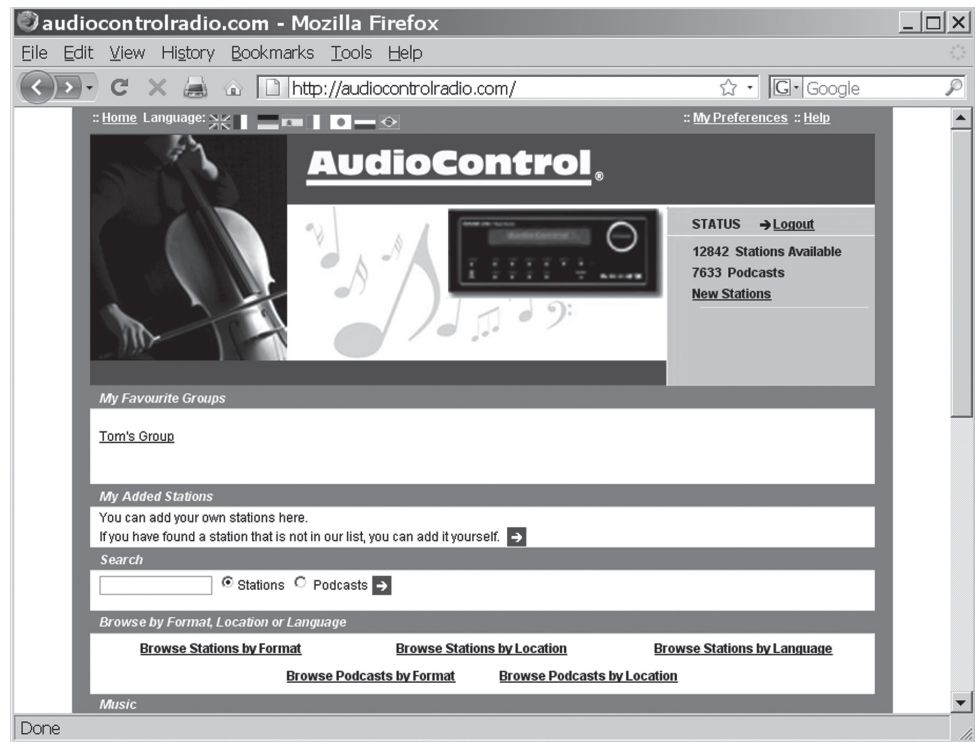 audiocontrolradio.com - Mozilla Firefox
File Edit View History Bookmarks Tools Help
http://audiocontrolradio.com/ G Google
:: Home Language: :: My Preferences :: Help
AudioControl®
AudioControl
STATUS ➔ Logout
12842 Stations Available
7633 Podcasts
New Stations
My Favourite Groups
Tom's Group
My Added Stations
You can add your own stations here.
If you have found a station that is not in our list, you can add it yourself. ➔
Search
Stations Podcasts ➔
Browse by Format, Location or Language
Browse Stations by Format Browse Stations by Location Browse Stations by Language
Browse Podcasts by Format Browse Podcasts by Location
Music
Done